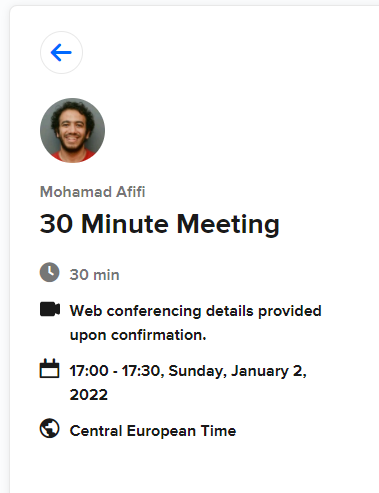 Mohamad Afifi
30 Minute Meeting
30 min
Web conferencing details provided
upon confirmation.
17:00 - 17:30, Sunday, January 2,
2022
Central European Time